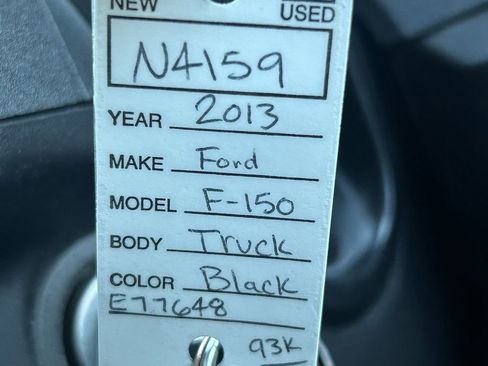 NEW USED
N4159
YEAR 2013
MAKE Ford
MODEL F-150
BODY Truck
COLOR Black
E77648
93K